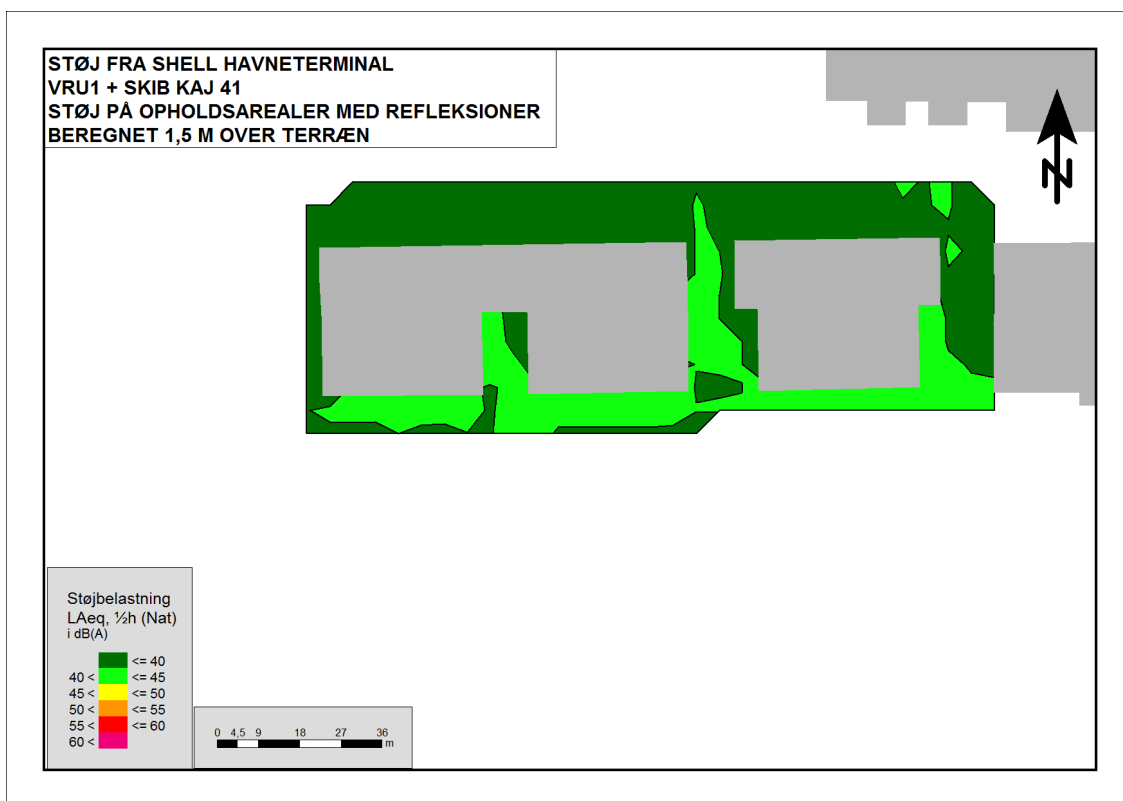 STØJ FRA SHELL HAVNETERMINAL
VRU1 + SKIB KAJ 41
STØJ PÅ OPHOLDSAREALER MED REFLEKSIONER
BEREGNET 1,5 M OVER TERRÆN
N
Støjbelastning
LAeq, ½h (Nat)
i dB(A)
<= 40
40 < <= 45
45 < <= 50
50 < <= 55
55 < <= 60
60 <
0 4,5 9 18 27 36
m